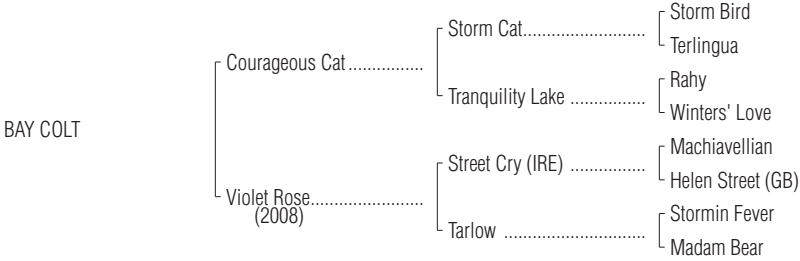 Storm Bird
Storm Cat..........................
Terlingua
Courageous Cat ................
Rahy
Tranquility Lake ................
Winters' Love
BAY COLT
Machiavellian
Street Cry (IRE) ................
Helen Street (GB)
Violet Rose........................
(2008)
Stormin Fever
Tarlow ..............................
Madam Bear